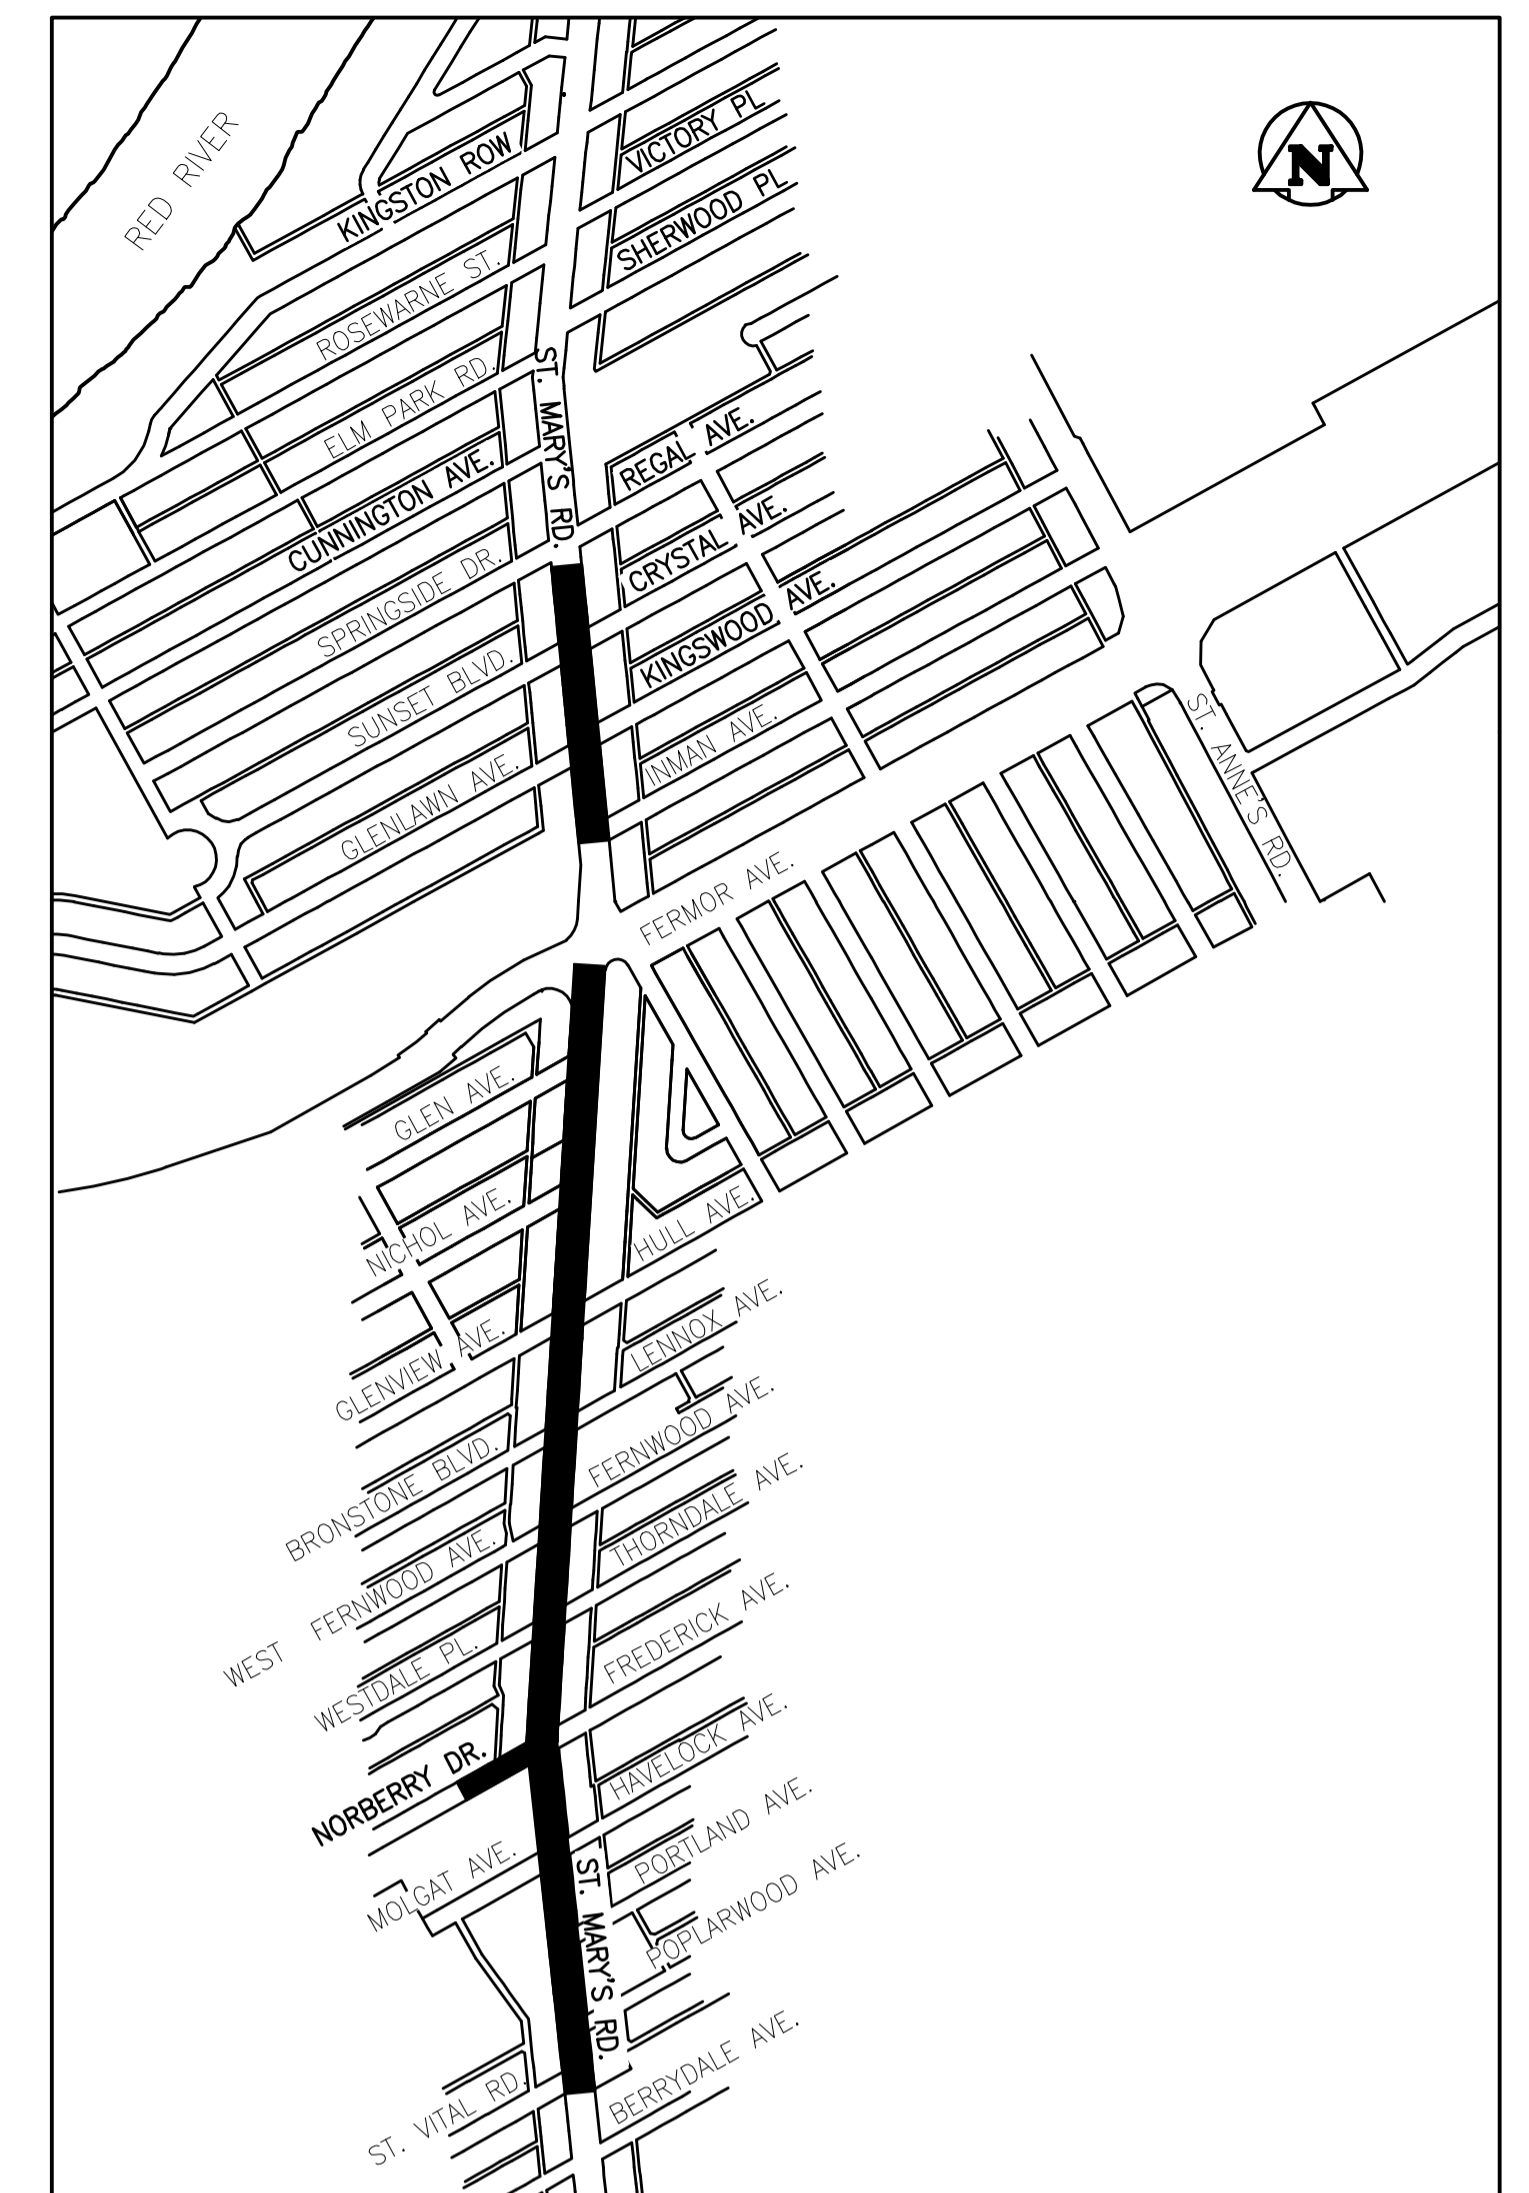 RED RIVER
N
VICTORY PL
KINGSTON ROW
SHERWOOD PL
ROSEWARNE ST.
ELM PARK RD.
ST. MARY'S RD.
REGAL AVE.
CUNNINGTON AVE.
CRYSTAL AVE.
SPRINGSIDE DR.
KINGSWOOD AVE.
SUNSET BLVD.
INMAN AVE.
GLENLAWN AVE.
ST. ANNE'S RD.
FERMOR AVE.
GLEN AVE.
NICHOL AVE.
HULL AVE.
LENNOX AVE.
GLENVIEW AVE.
FERNWOOD AVE.
BRONSTONE BLVD.
THORNDALE AVE.
WEST FERNWOOD AVE.
FREDERICK AVE.
WESTDALE PL.
HAVELOCK AVE.
NORBERRY DR.
PORTLAND AVE.
MOLGAT AVE.
ST. MARY'S RD.
POPLARWOOD AVE.
BERRYDALE AVE.
ST. VITAL RD.